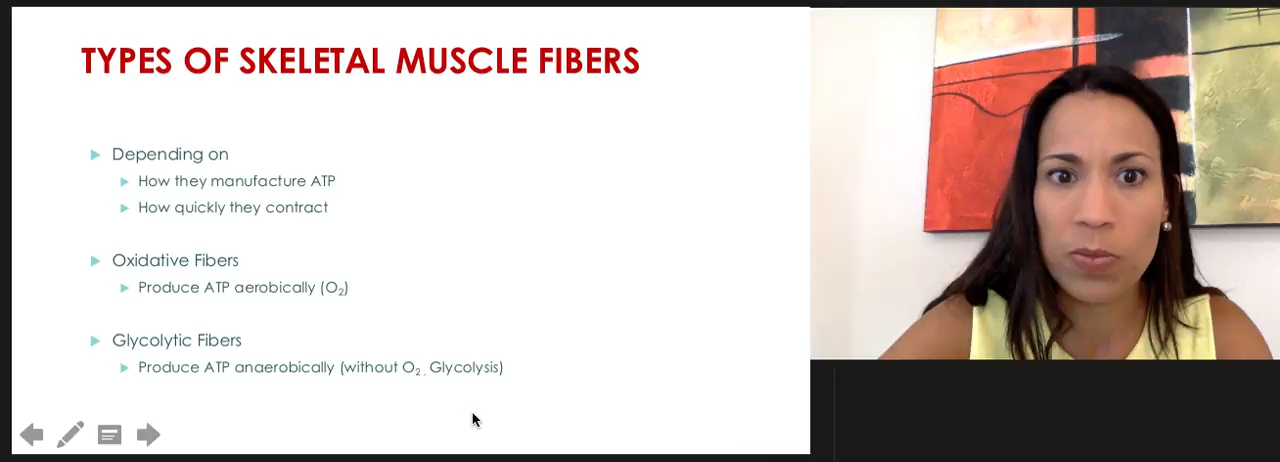 TYPES OF SKELETAL MUSCLE FIBERS
Depending on
How they manufacture ATP
How quickly they contract
Oxidative Fibers
Produce ATP aerobically (O₂)
Glycolytic Fibers
Produce ATP anaerobically (without O₂ , Glycolysis)